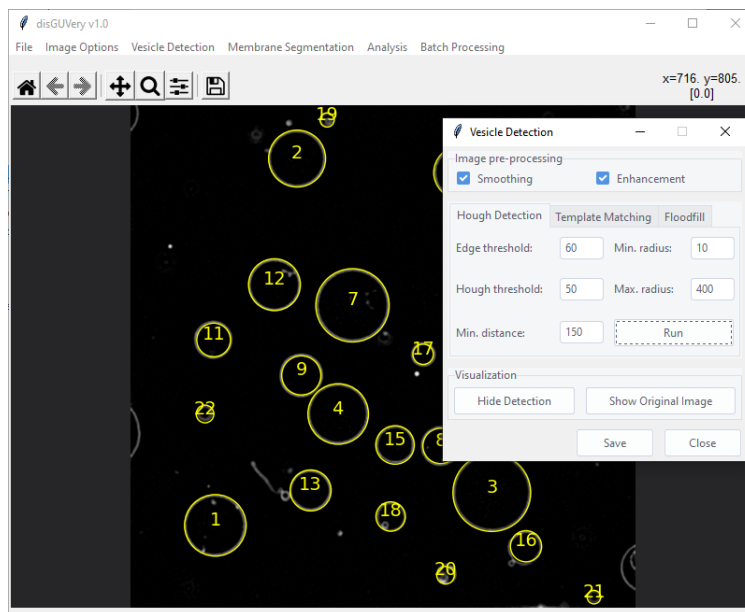 disGUVery v1.0
File Image Options Vesicle Detection Membrane Segmentation Analysis Batch Processing
x=716. y=805.
[0.0]
19
2
12
7
11
17
9
22
4
15
8
13
3
18
1
16
20
21
Vesicle Detection
Image pre-processing
Smoothing Enhancement
Hough Detection Template Matching Floodfill
Edge threshold: 60 Min. radius: 10
Hough threshold: 50 Max. radius: 400
Min. distance: 150 Run
Visualization
Hide Detection Show Original Image
Save Close